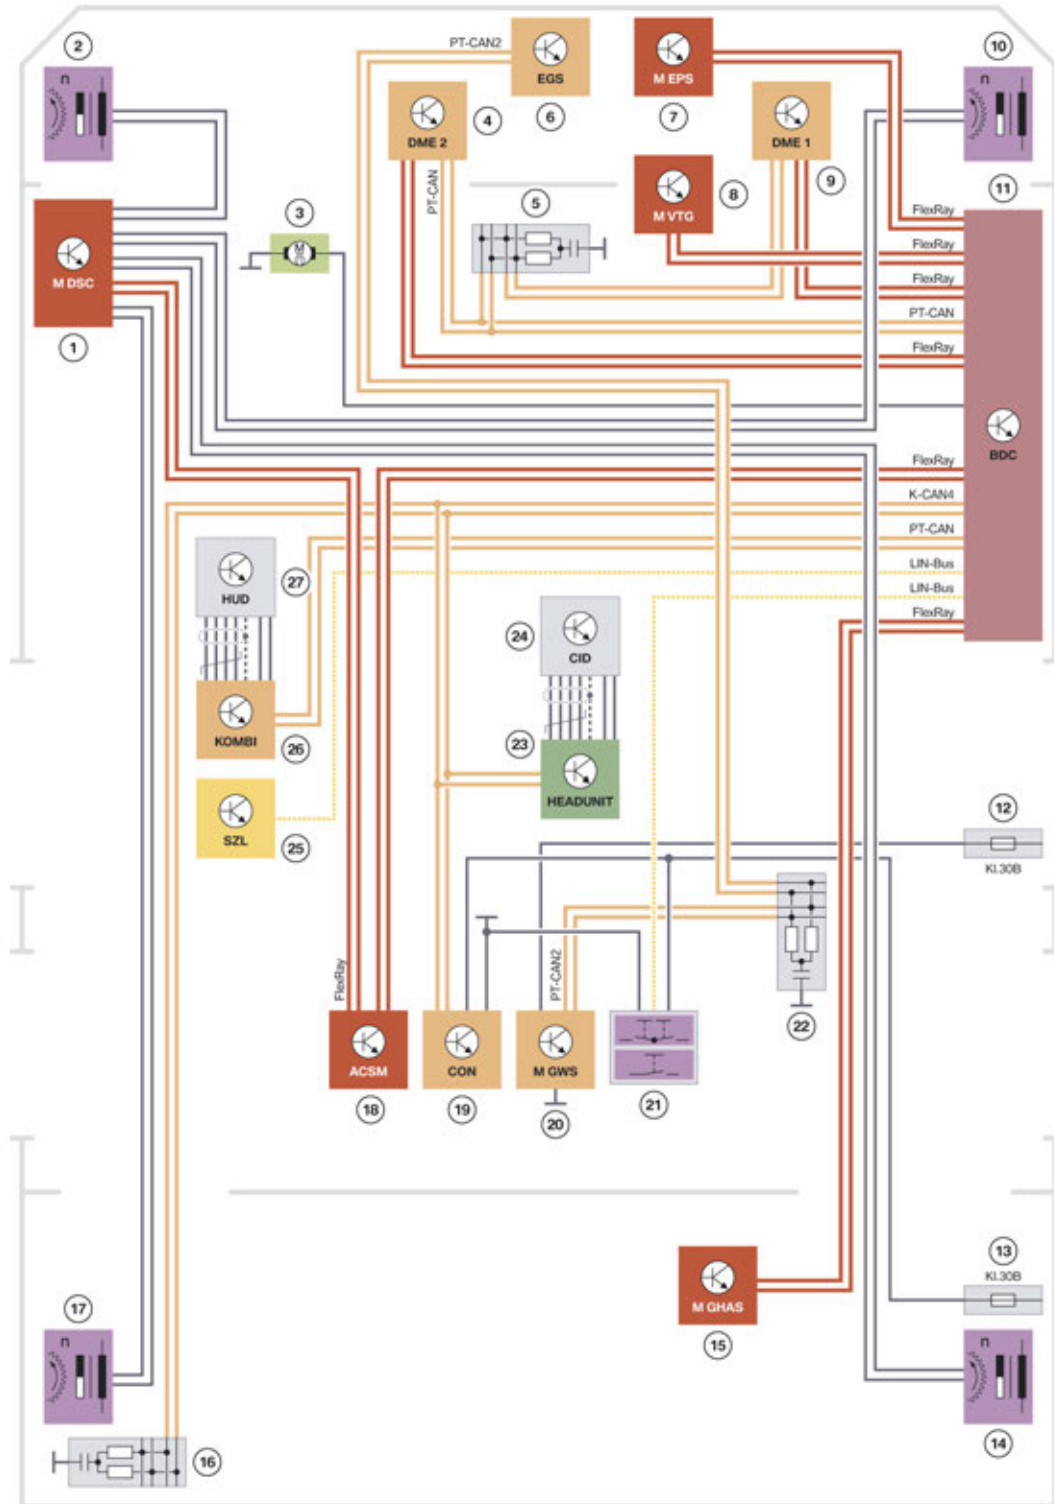 PT-CAN2
EGS
6
M EPS
7
2
n
10
n
DME 2
4
DME 1
9
PT-CAN
M VTG
8
5
3
M
11
M DSC
1
FlexRay
FlexRay
FlexRay
PT-CAN
FlexRay
BDC
FlexRay
K-CAN4
PT-CAN
LIN-Bus
LIN-Bus
FlexRay
HUD
27
24
CID
KOMBI
26
23
HEADUNIT
SZL
25
12
Kl.30B
FlexRay
PT-CAN2
22
ACSM
18
CON
19
M GWS
20
21
13
Kl.30B
M GHAS
15
17
n
n
14
16